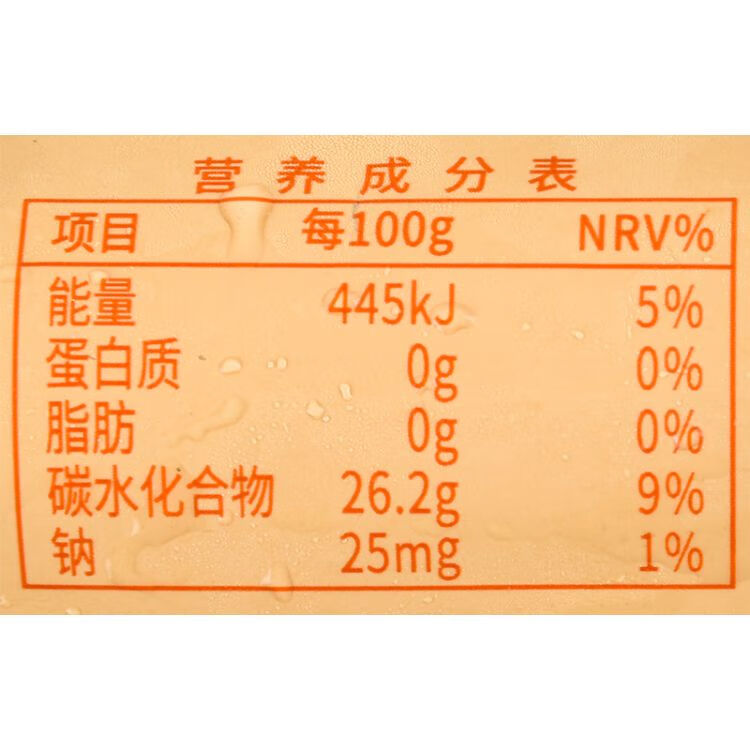 营养成分表
项目 每100g NRV%
能量 445kJ 5%
蛋白质 0g 0%
脂肪 0g 0%
碳水化合物 26.2g 9%
钠 25mg 1%